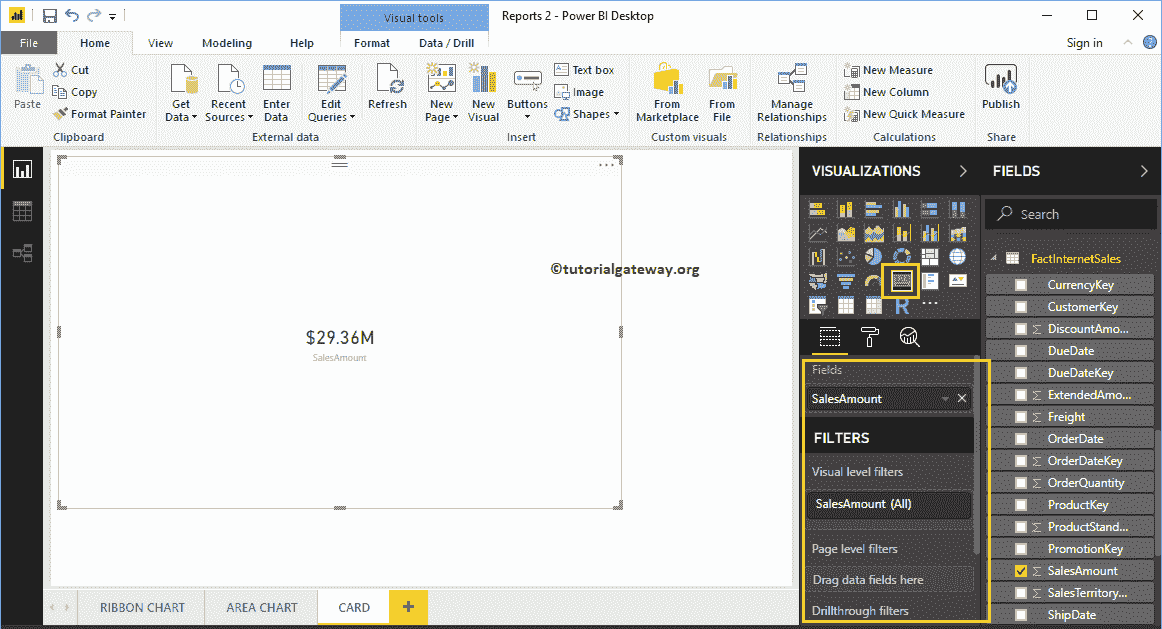 Visual tools
Reports 2 - Power BI Desktop
File
Home
View
Modeling
Help
Format
Data / Drill
Sign in
?
Paste
Cut
Copy
Format Painter
Clipboard
Get Data
Recent Sources
Enter Data
Edit Queries
External data
Refresh
New Page
New Visual
Buttons
Text box
Image
Shapes
Insert
From Marketplace
From File
Custom visuals
Manage Relationships
Relationships
New Measure
New Column
New Quick Measure
Calculations
Publish
Share
©tutorialgateway.org
$29.36M
SalesAmount
RIBBON CHART
AREA CHART
CARD
+
VISUALIZATIONS
R
Fields
SalesAmount
FILTERS
Visual level filters
SalesAmount (All)
Page level filters
Drag data fields here
Drillthrough filters
FIELDS
Search
FactInternetSales
CurrencyKey
CustomerKey
Σ DiscountAmo...
DueDate
DueDateKey
Σ ExtendedAmo...
Σ Freight
OrderDate
Σ OrderDateKey
Σ OrderQuantity
ProductKey
Σ ProductStand...
PromotionKey
Σ SalesAmount
Σ SalesTerritory...
ShipDate